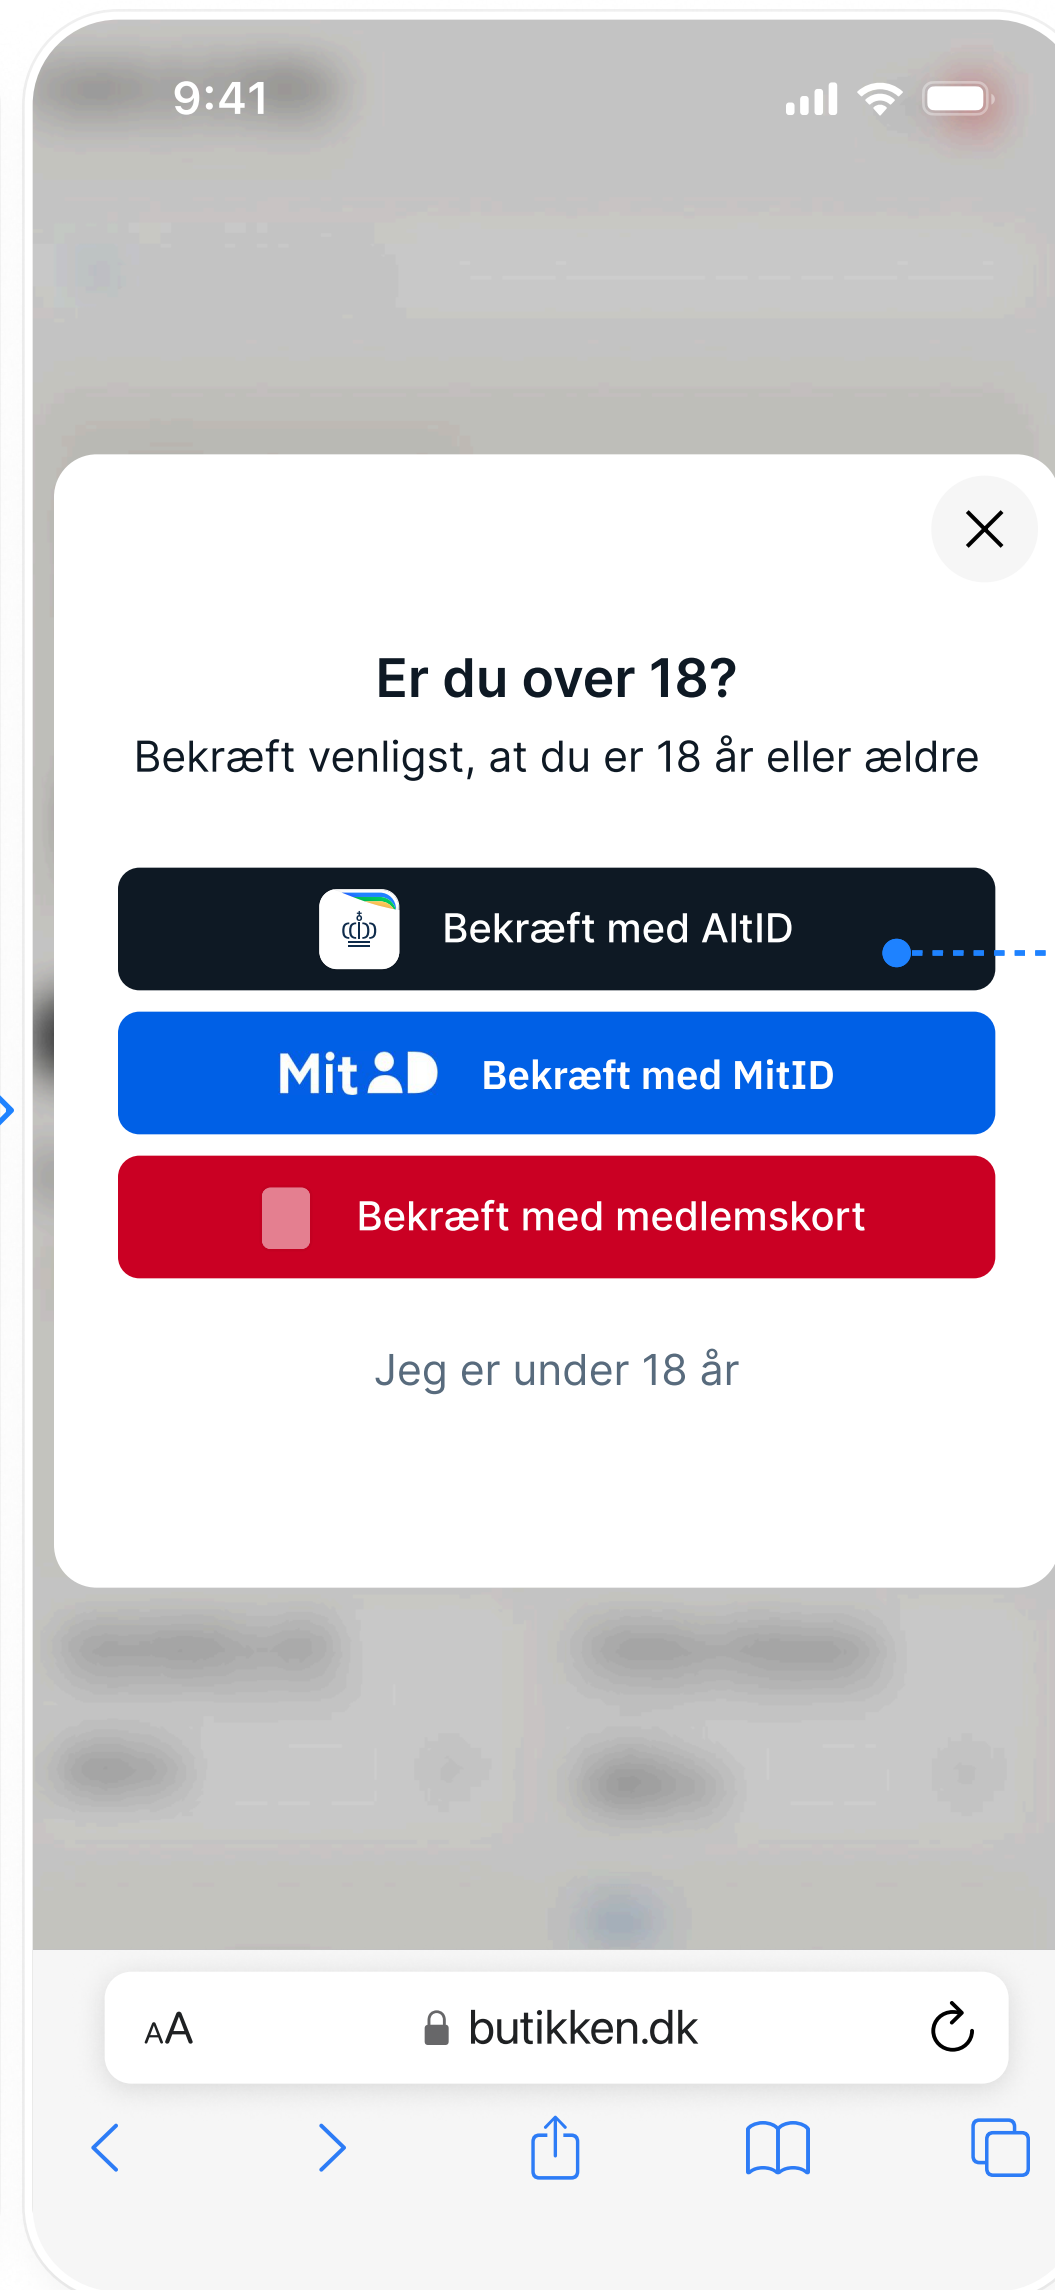 9:41
Er du over 18?
Bekræft venligst, at du er 18 år eller ældre
Bekræft med AltID
Mit ID Bekræft med MitID
Bekræft med medlemskort
Jeg er under 18 år
AA butikken.dk